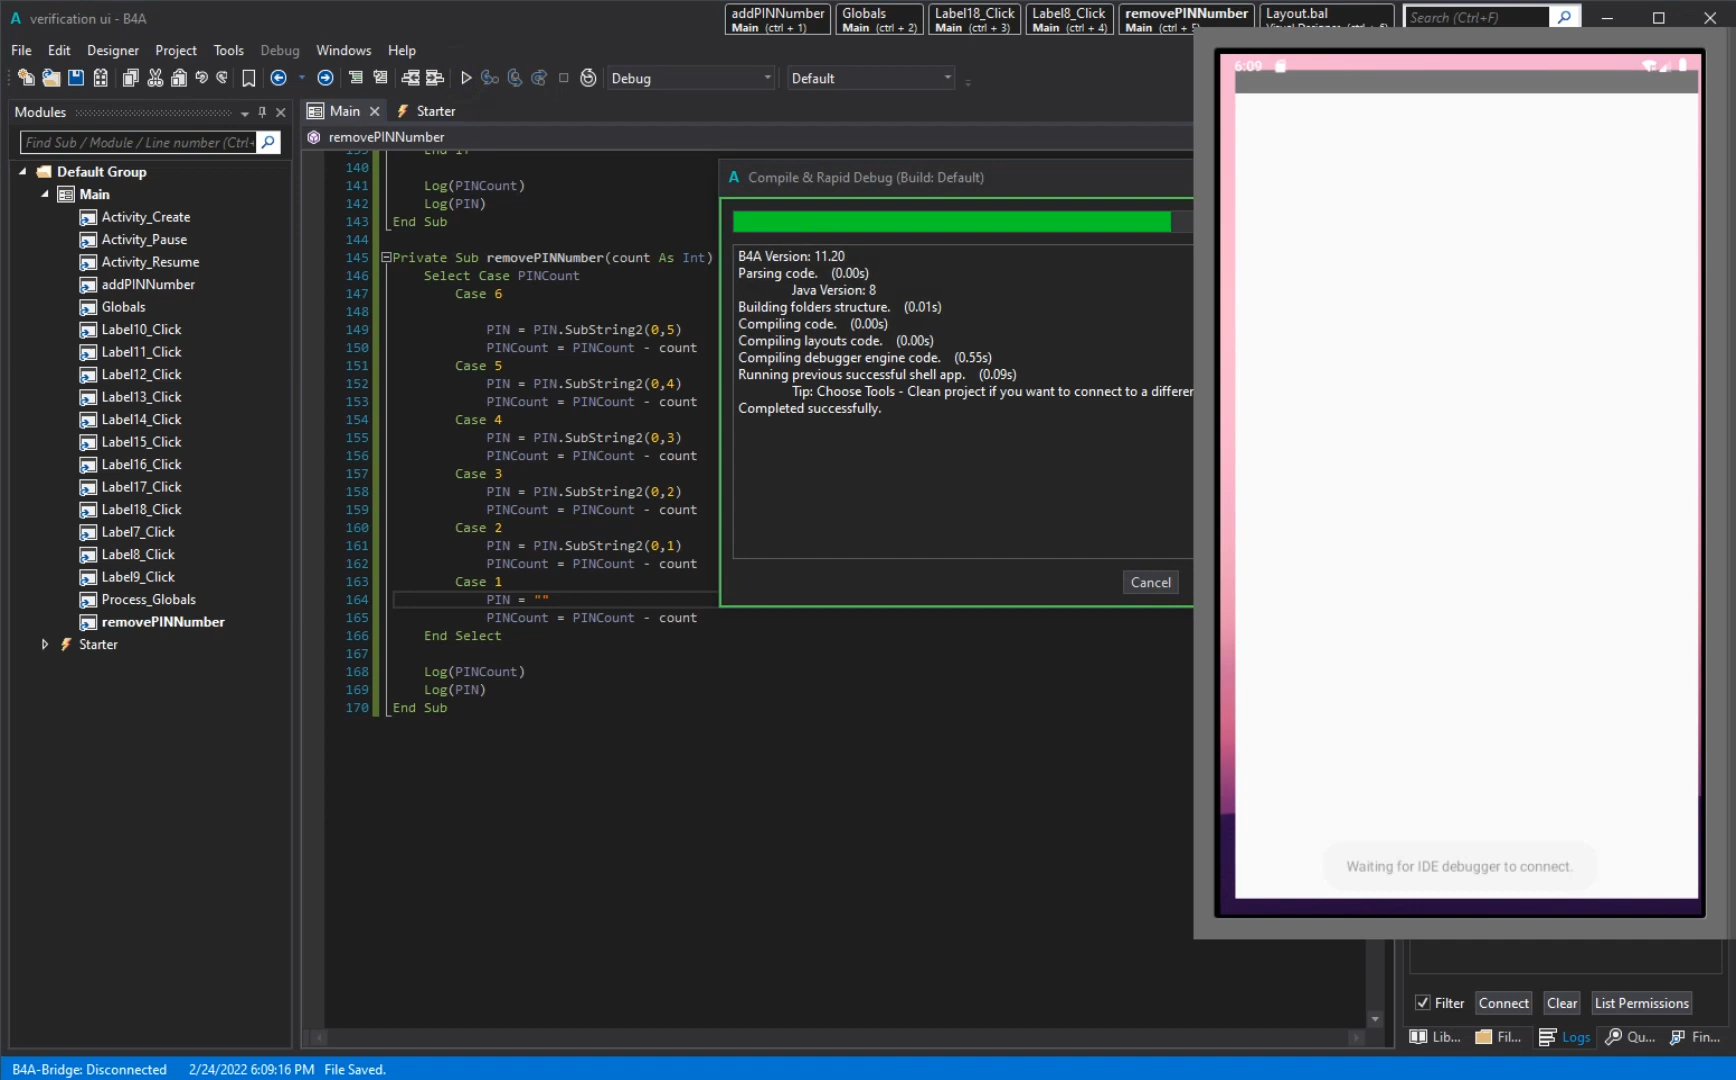 verification ui - B4A
addPINNumber
Main (ctrl + 1)
Globals
Main (ctrl + 2)
Label18_Click
Main (ctrl + 3)
Label8_Click
Main (ctrl + 4)
removePINNumber
Main (ctrl + 5)
Layout.bal
Search (Ctrl+F)
File Edit Designer Project Tools Debug Windows Help
Debug
Default
Modules
Main
Starter
Find Sub / Module / Line number (Ctrl+
removePINNumber
Default Group
Main
Activity_Create
Activity_Pause
Activity_Resume
addPINNumber
Globals
Label10_Click
Label11_Click
Label12_Click
Label13_Click
Label14_Click
Label15_Click
Label16_Click
Label17_Click
Label18_Click
Label7_Click
Label8_Click
Label9_Click
Process_Globals
removePINNumber
Starter
139 End If
140
141 Log(PINCount)
142 Log(PIN)
143 End Sub
144
145 Private Sub removePINNumber(count As Int)
146 Select Case PINCount
147 Case 6
148
149 PIN = PIN.SubString2(0,5)
150 PINCount = PINCount - count
151 Case 5
152 PIN = PIN.SubString2(0,4)
153 PINCount = PINCount - count
154 Case 4
155 PIN = PIN.SubString2(0,3)
156 PINCount = PINCount - count
157 Case 3
158 PIN = PIN.SubString2(0,2)
159 PINCount = PINCount - count
160 Case 2
161 PIN = PIN.SubString2(0,1)
162 PINCount = PINCount - count
163 Case 1
164 PIN = ""
165 PINCount = PINCount - count
166 End Select
167
168 Log(PINCount)
169 Log(PIN)
170 End Sub
Compile & Rapid Debug (Build: Default)
B4A Version: 11.20
Parsing code. (0.00s)
Java Version: 8
Building folders structure. (0.01s)
Compiling code. (0.00s)
Compiling layouts code. (0.00s)
Compiling debugger engine code. (0.55s)
Running previous successful shell app. (0.09s)
Tip: Choose Tools - Clean project if you want to connect to a differen
Completed successfully.
Cancel
6:09
Waiting for IDE debugger to connect.
Filter Connect Clear List Permissions
Lib... Fil... Logs Qu... Fin...
B4A-Bridge: Disconnected 2/24/2022 6:09:16 PM File Saved.